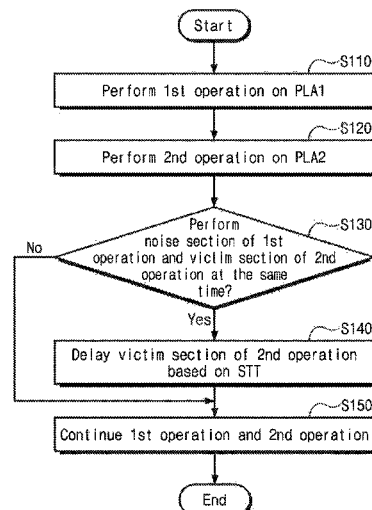 Start
S110
Perform 1st operation on PLA1
S120
Perform 2nd operation on PLA2
S130
Perform
noise section of 1st
operation and victim section of 2nd
operation at the same
time?
No
Yes
S140
Delay victim section of 2nd operation
based on STT
S150
Continue 1st operation and 2nd operation
End